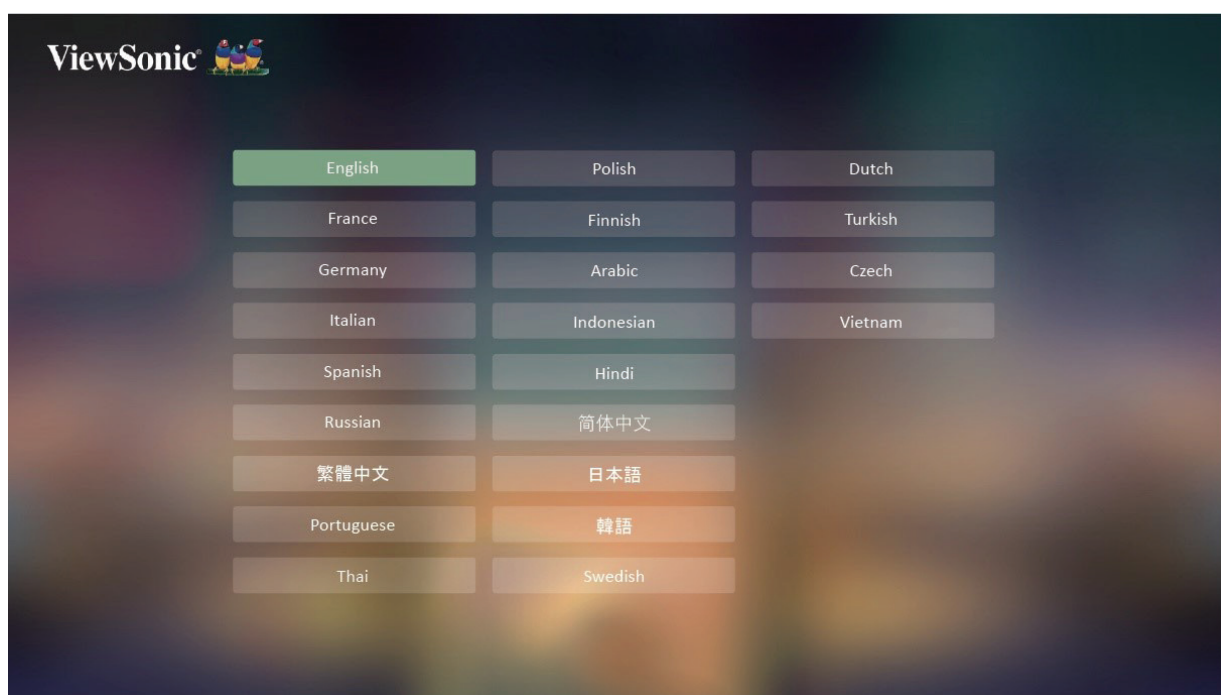 ViewSonic®
English
France
Germany
Italian
Spanish
Russian
繁體中文
Portuguese
Thai
Polish
Finnish
Arabic
Indonesian
Hindi
简体中文
日本語
韓語
Swedish
Dutch
Turkish
Czech
Vietnam